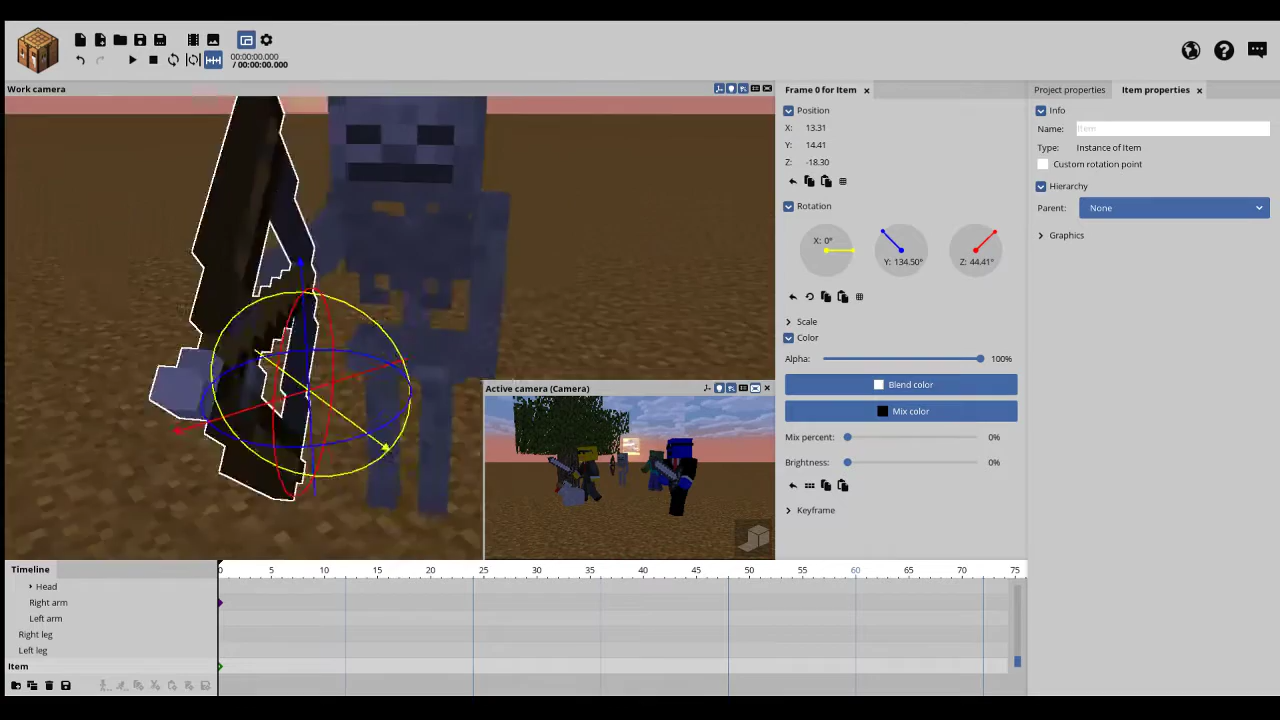 00:00:00.000
/ 00:00:00.000
Work camera
Frame 0 for Item
Position
X: 13.31
Y: 14.41
Z: -18.30
Rotation
X: 0°
Y: 134.50°
Z: 44.41°
Scale
Color
Alpha: 100%
Blend color
Mix color
Mix percent: 0%
Brightness: 0%
Keyframe
Project properties
Item properties
Info
Name: Item
Type: Instance of Item
Custom rotation point
Hierarchy
Parent: None
Graphics
Active camera (Camera)
Timeline
0 5 10 15 20 25 30 35 40 45 50 55 60 65 70 75
Head
Right arm
Left arm
Right leg
Left leg
Item